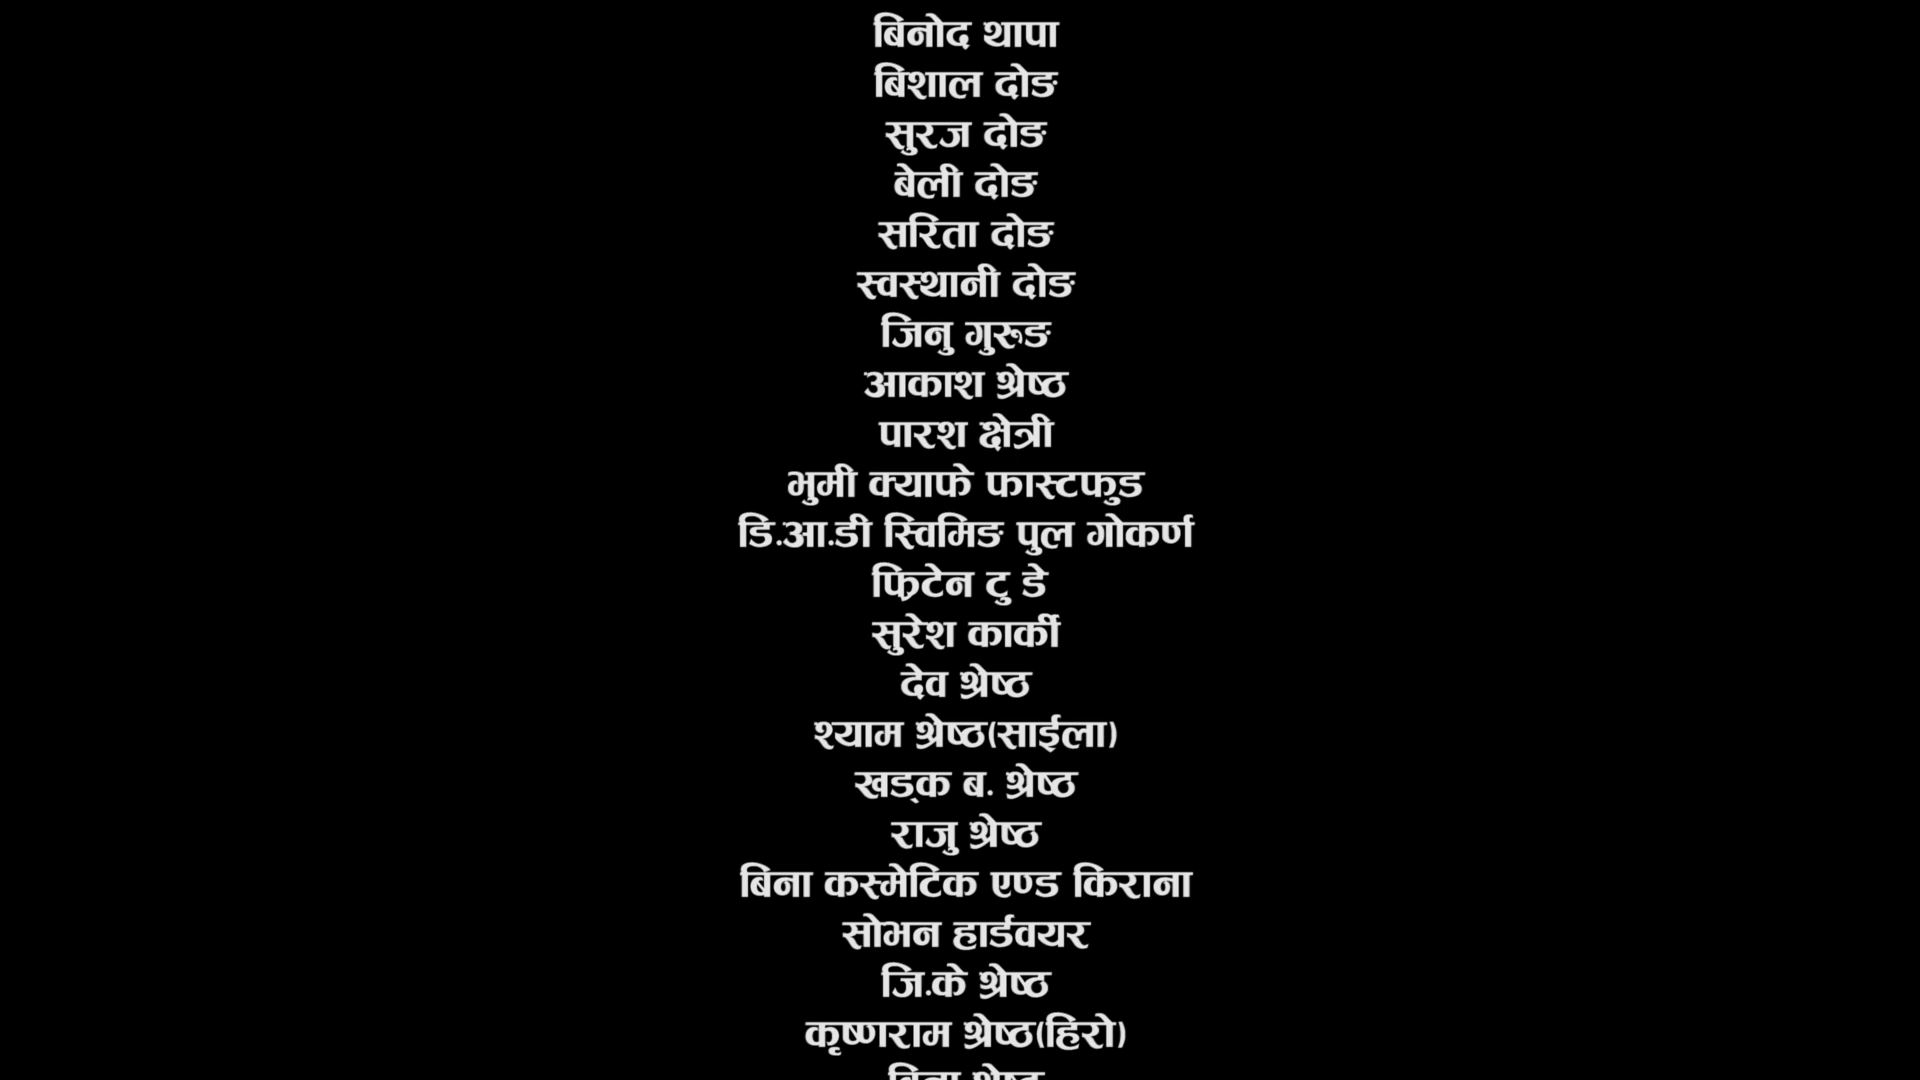 बिनोद थापा
बिशाल दोङ
सुरज दोङ
बेली दोङ
सरिता दोङ
स्वस्थानी दोङ
जिनु गुरुङ
आकाश श्रेष्ठ
पारश क्षेत्री
भुमी क्याफे फास्टफुड
डि.आ.डी स्विमिङ पुल गोकर्ण
फ्रिटेन टु डे
सुरेश कार्की
देव श्रेष्ठ
श्याम श्रेष्ठ(साईला)
खड्क ब. श्रेष्ठ
राजु श्रेष्ठ
बिना कस्मेटिक एण्ड किराना
सोभन हार्डवयर
जि.के श्रेष्ठ
कृष्णराम श्रेष्ठ(हिरो)
श्रेष्ठ